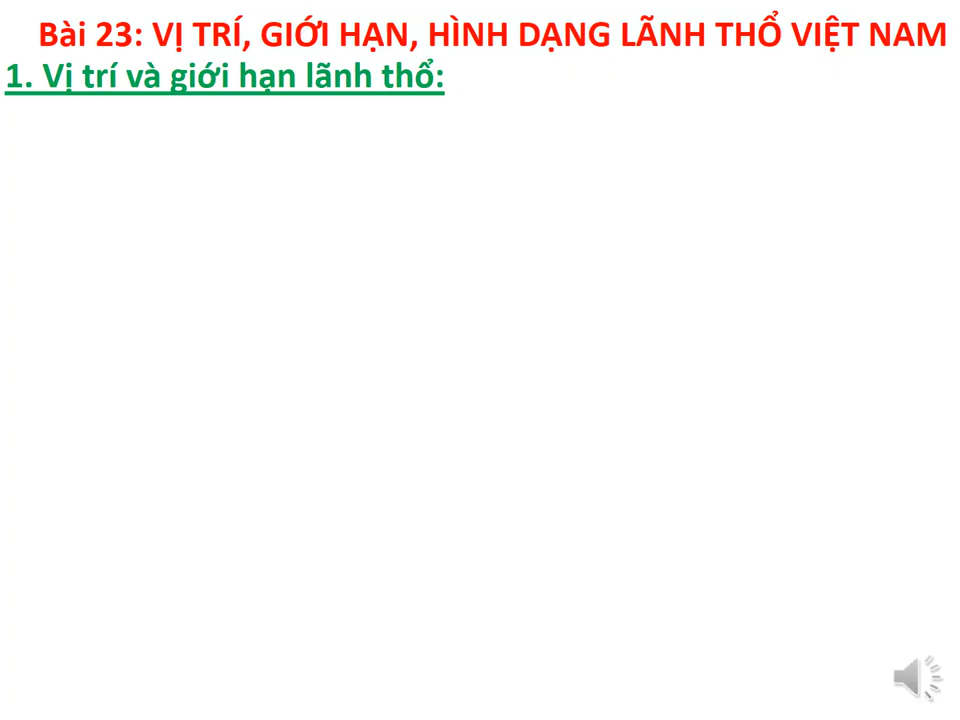 Bài 23: VỊ TRÍ, GIỚI HẠN, HÌNH DẠNG LÃNH THỔ VIỆT NAM
1. Vị trí và giới hạn lãnh thổ: